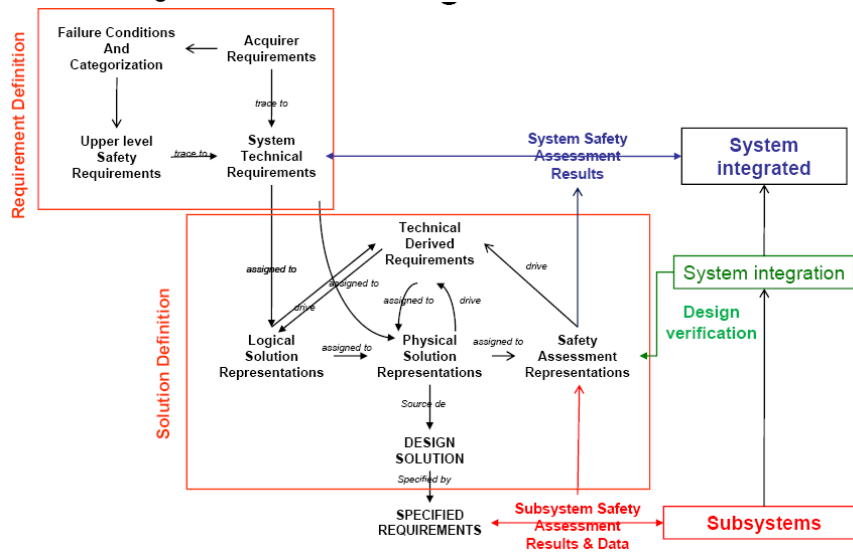 Requirement Definition
Failure Conditions
And
Categorization
Acquirer
Requirements
trace to
Upper level
Safety
Requirements
trace to
System
Technical
Requirements
System Safety
Assessment
Results
System
integrated
Solution Definition
Technical
Derived
Requirements
assigned to
drive
assigned to
assigned to
drive
drive
System integration
Design
verification
Logical
Solution
Representations
assigned to
Physical
Solution
Representations
assigned to
Safety
Assessment
Representations
Source de
DESIGN
SOLUTION
Specified by
SPECIFIED
REQUIREMENTS
Subsystem Safety
Assessment
Results & Data
Subsystems